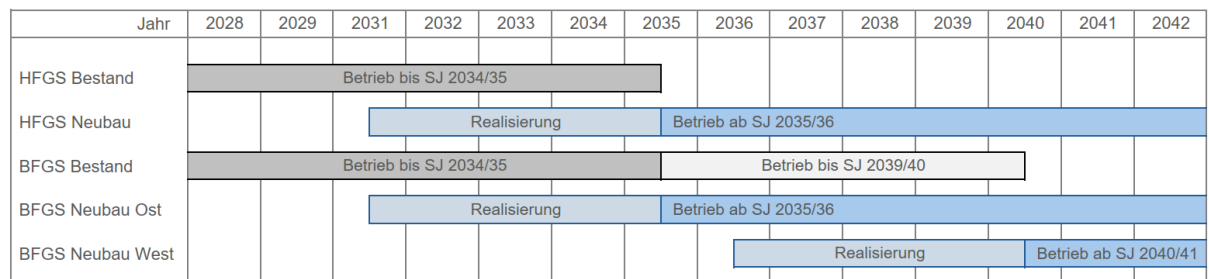 Jahr 2028 2029 2031 2032 2033 2034 2035 2036 2037 2038 2039 2040 2041 2042
HFGS Bestand Betrieb bis SJ 2034/35
HFGS Neubau Realisierung Betrieb ab SJ 2035/36
BFGS Bestand Betrieb bis SJ 2034/35 Betrieb bis SJ 2039/40
BFGS Neubau Ost Realisierung Betrieb ab SJ 2035/36
BFGS Neubau West Realisierung Betrieb ab SJ 2040/41